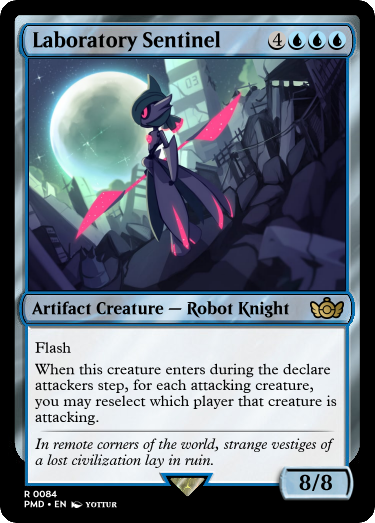 Laboratory Sentinel 4
03
Artifact Creature — Robot Knight
Flash
When this creature enters during the declare
attackers step, for each attacking creature,
you may reselect which player that creature is
attacking.
In remote corners of the world, strange vestiges of
a lost civilization lay in ruin.
8/8
R 0084
PMD • EN YOTTUR